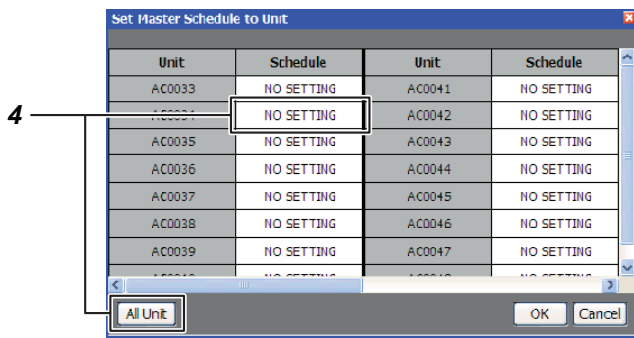 Set Master Schedule to Unit
Unit Schedule Unit Schedule
AC0033 NO SETTING AC0041 NO SETTING
4 NO SETTING AC0042 NO SETTING
AC0035 NO SETTING AC0043 NO SETTING
AC0036 NO SETTING AC0044 NO SETTING
AC0037 NO SETTING AC0045 NO SETTING
AC0038 NO SETTING AC0046 NO SETTING
AC0039 NO SETTING AC0047 NO SETTING
All Unit OK Cancel